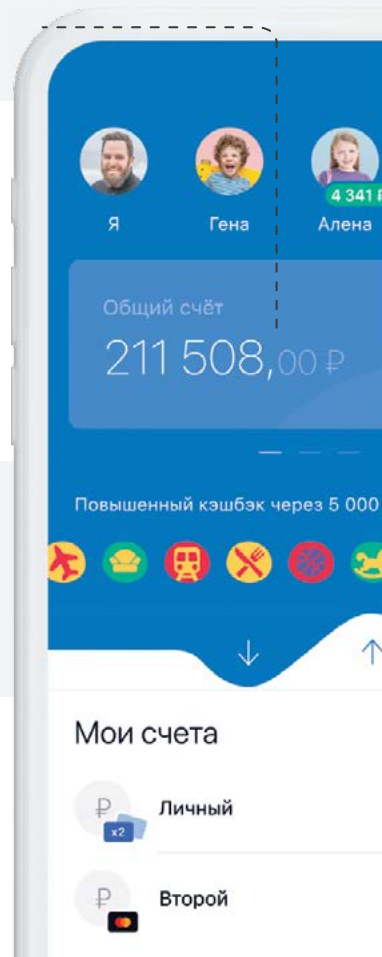 4 341 ₽
Я Гена Алена
Общий счёт
211 508,00 ₽
Повышенный кэшбэк через 5 000
Мои счета
₽ Личный
x2
₽ Второй